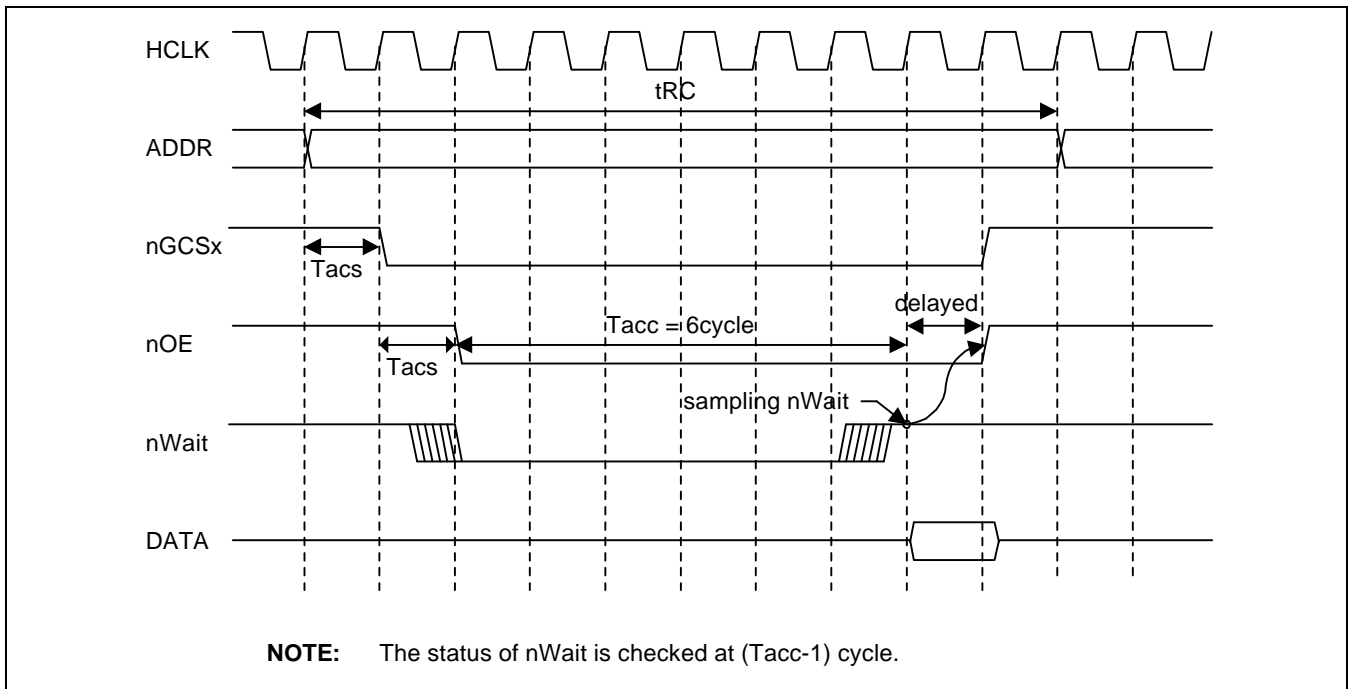 HCLK
tRC
ADDR
nGCSx
Tacs
delayed
nOE
Tacc = 6cycle
Tacs
sampling nWait
nWait
DATA
NOTE: The status of nWait is checked at (Tacc-1) cycle.